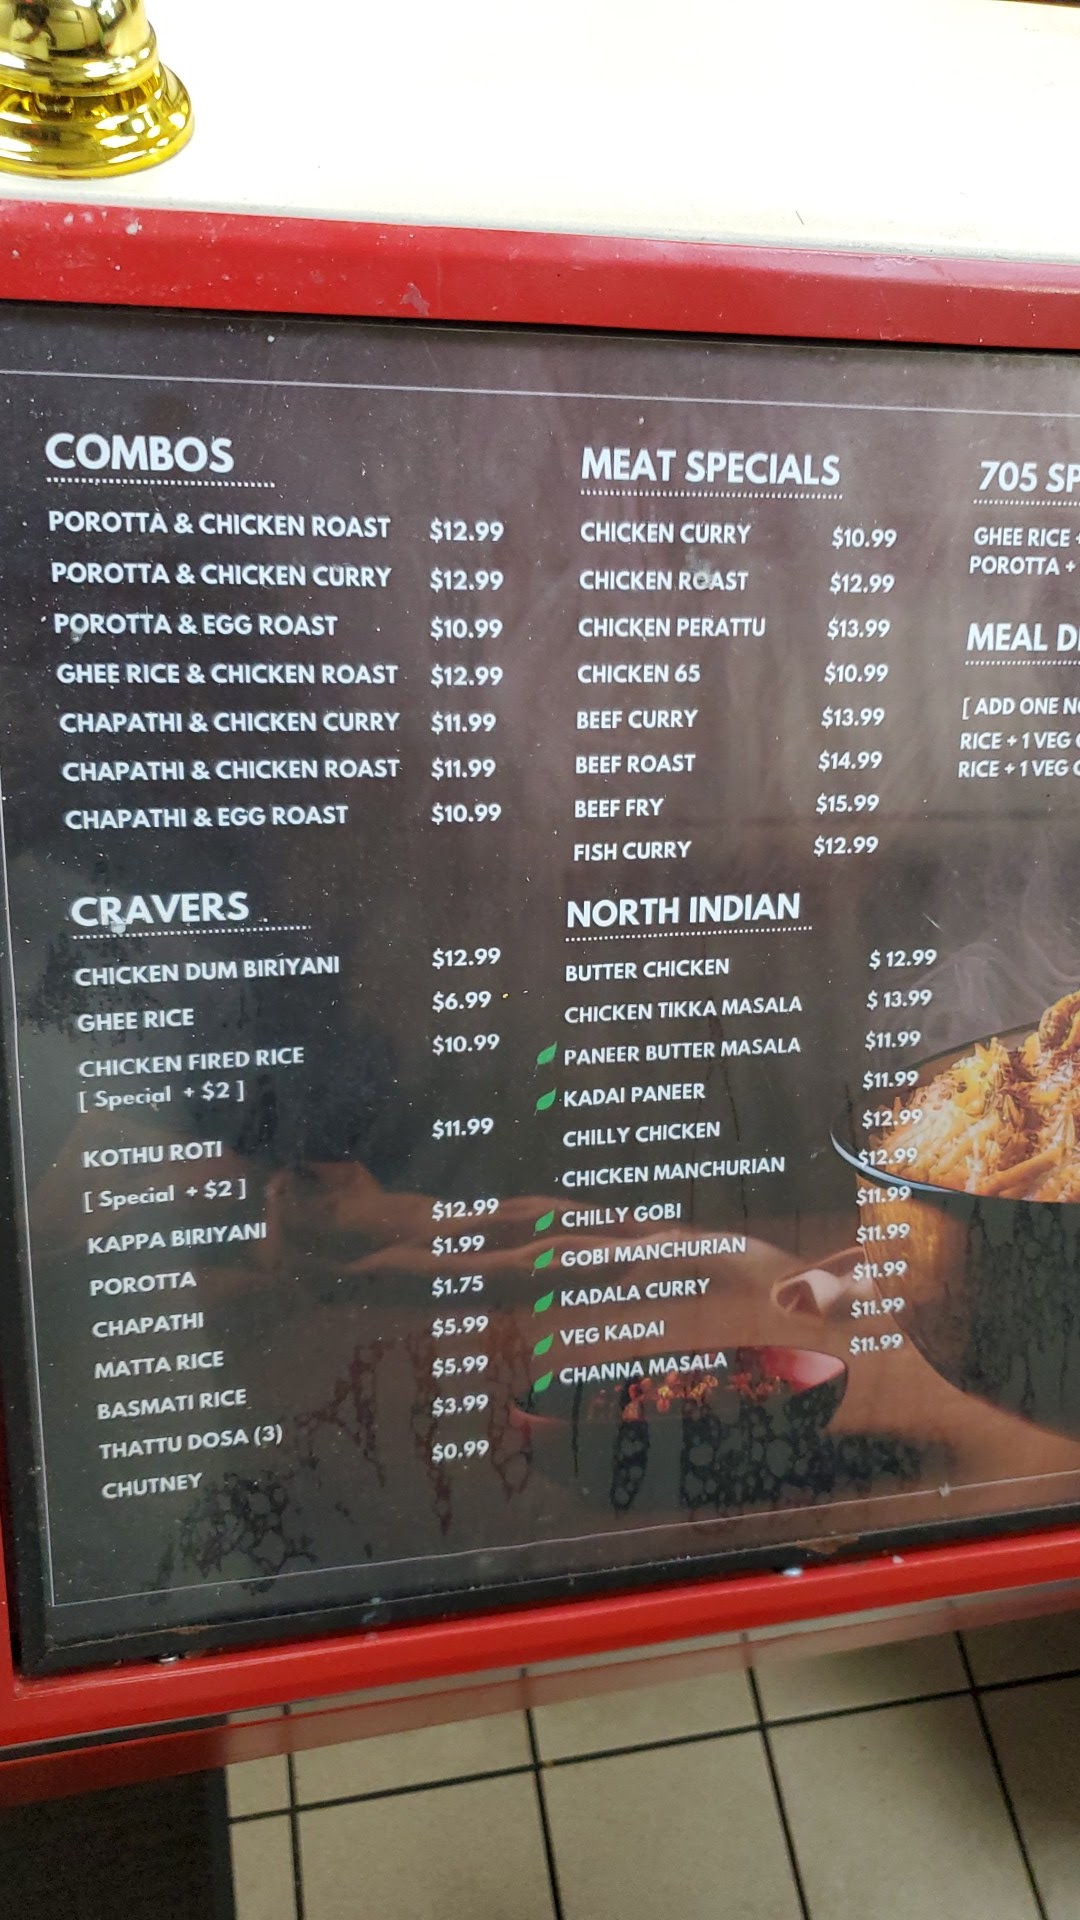 COMBOS
POROTTA & CHICKEN ROAST $12.99
POROTTA & CHICKEN CURRY $12.99
POROTTA & EGG ROAST $10.99
GHEE RICE & CHICKEN ROAST $12.99
CHAPATHI & CHICKEN CURRY $11.99
CHAPATHI & CHICKEN ROAST $11.99
CHAPATHI & EGG ROAST $10.99
CRAVERS
CHICKEN DUM BIRIYANI $12.99
GHEE RICE $6.99
CHICKEN FIRED RICE $10.99
[ Special + $2 ]
KOTHU ROTI $11.99
[ Special + $2 ]
KAPPA BIRIYANI $12.99
POROTTA $1.99
CHAPATHI $1.75
MATTA RICE $5.99
BASMATI RICE $5.99
THATTU DOSA (3) $3.99
CHUTNEY $0.99
MEAT SPECIALS
CHICKEN CURRY $10.99
CHICKEN ROAST $12.99
CHICKEN PERATTU $13.99
CHICKEN 65 $10.99
BEEF CURRY $13.99
BEEF ROAST $14.99
BEEF FRY $15.99
FISH CURRY $12.99
NORTH INDIAN
BUTTER CHICKEN $ 12.99
CHICKEN TIKKA MASALA $ 13.99
PANEER BUTTER MASALA $11.99
KADAI PANEER $11.99
CHILLY CHICKEN $12.99
CHICKEN MANCHURIAN $12.99
CHILLY GOBI $11.99
GOBI MANCHURIAN $11.99
KADALA CURRY $11.99
VEG KADAI $11.99
CHANNA MASALA $11.99
705 SP
GHEE RICE +
POROTTA +
MEAL D
[ ADD ONE N
RICE + 1 VEG
RICE + 1 VEG